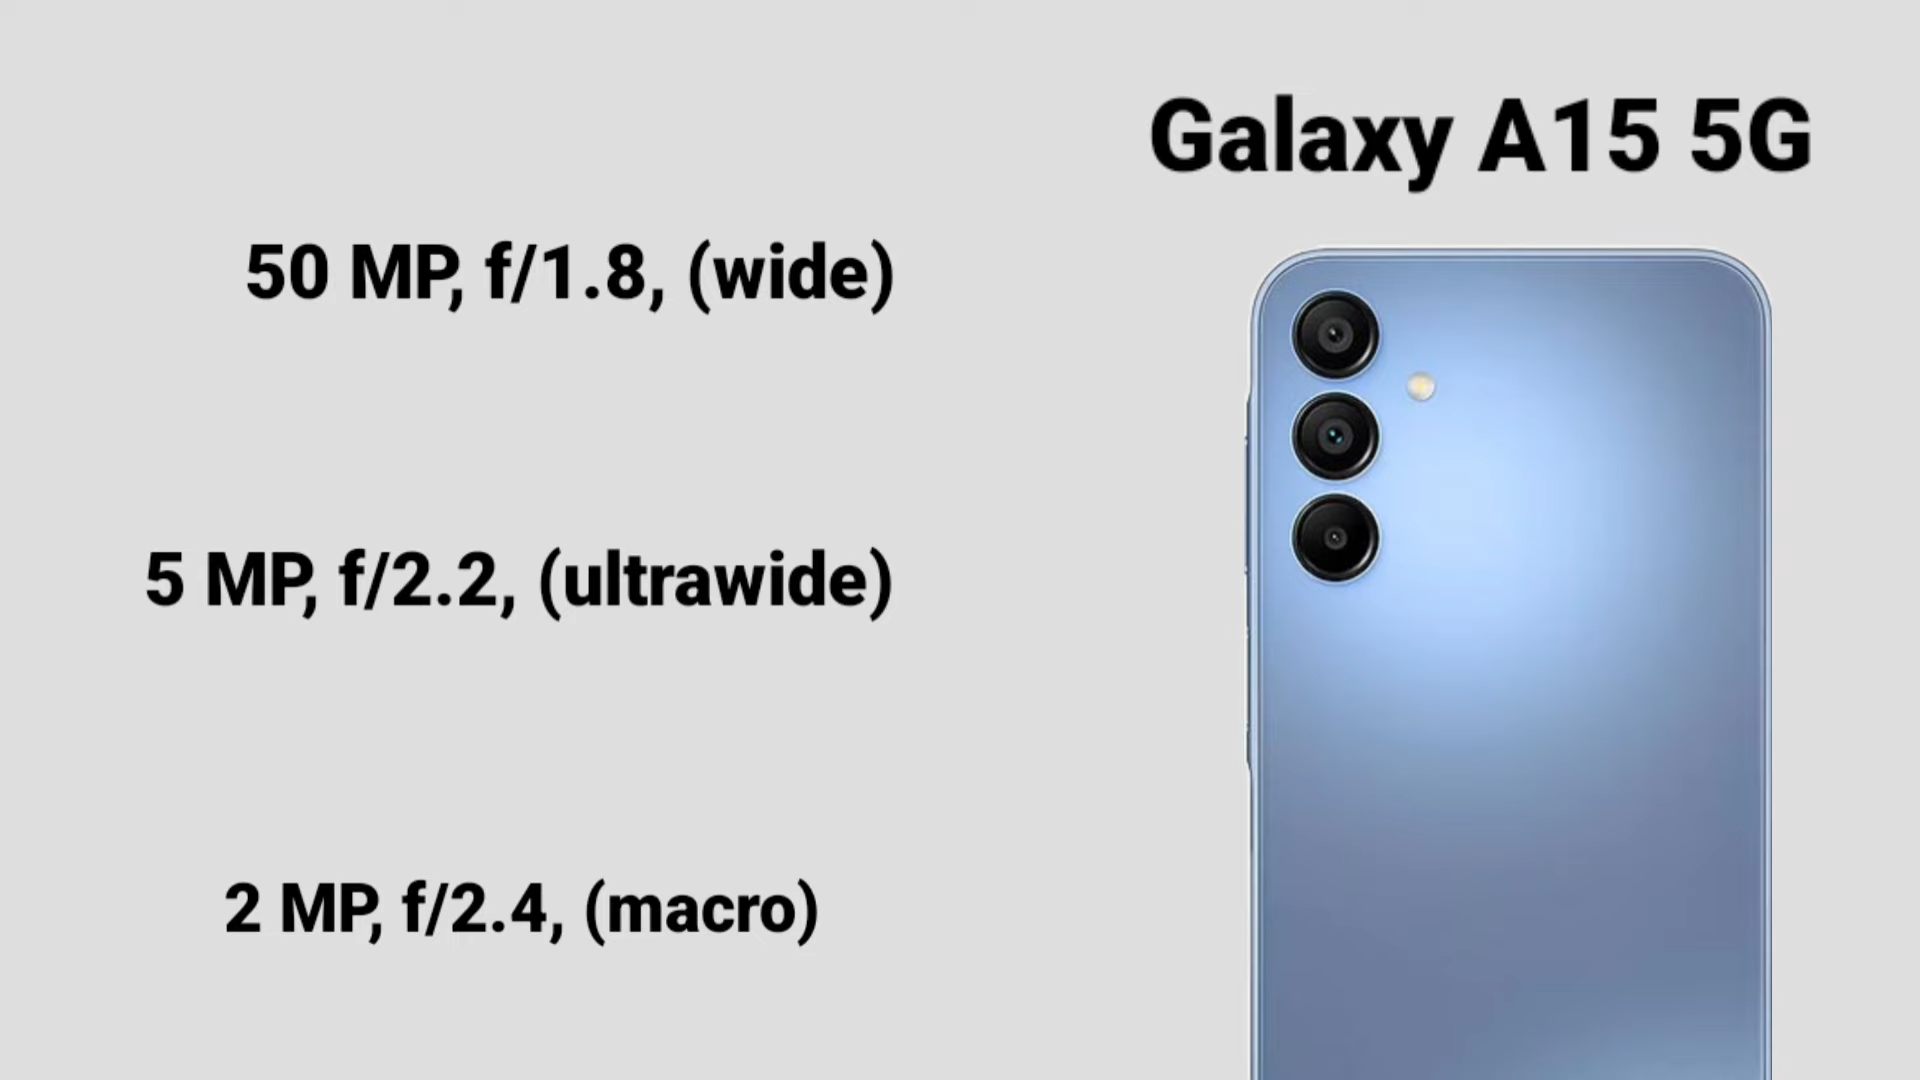 Galaxy A15 5G
50 MP, f/1.8, (wide)
5 MP, f/2.2, (ultrawide)
2 MP, f/2.4, (macro)